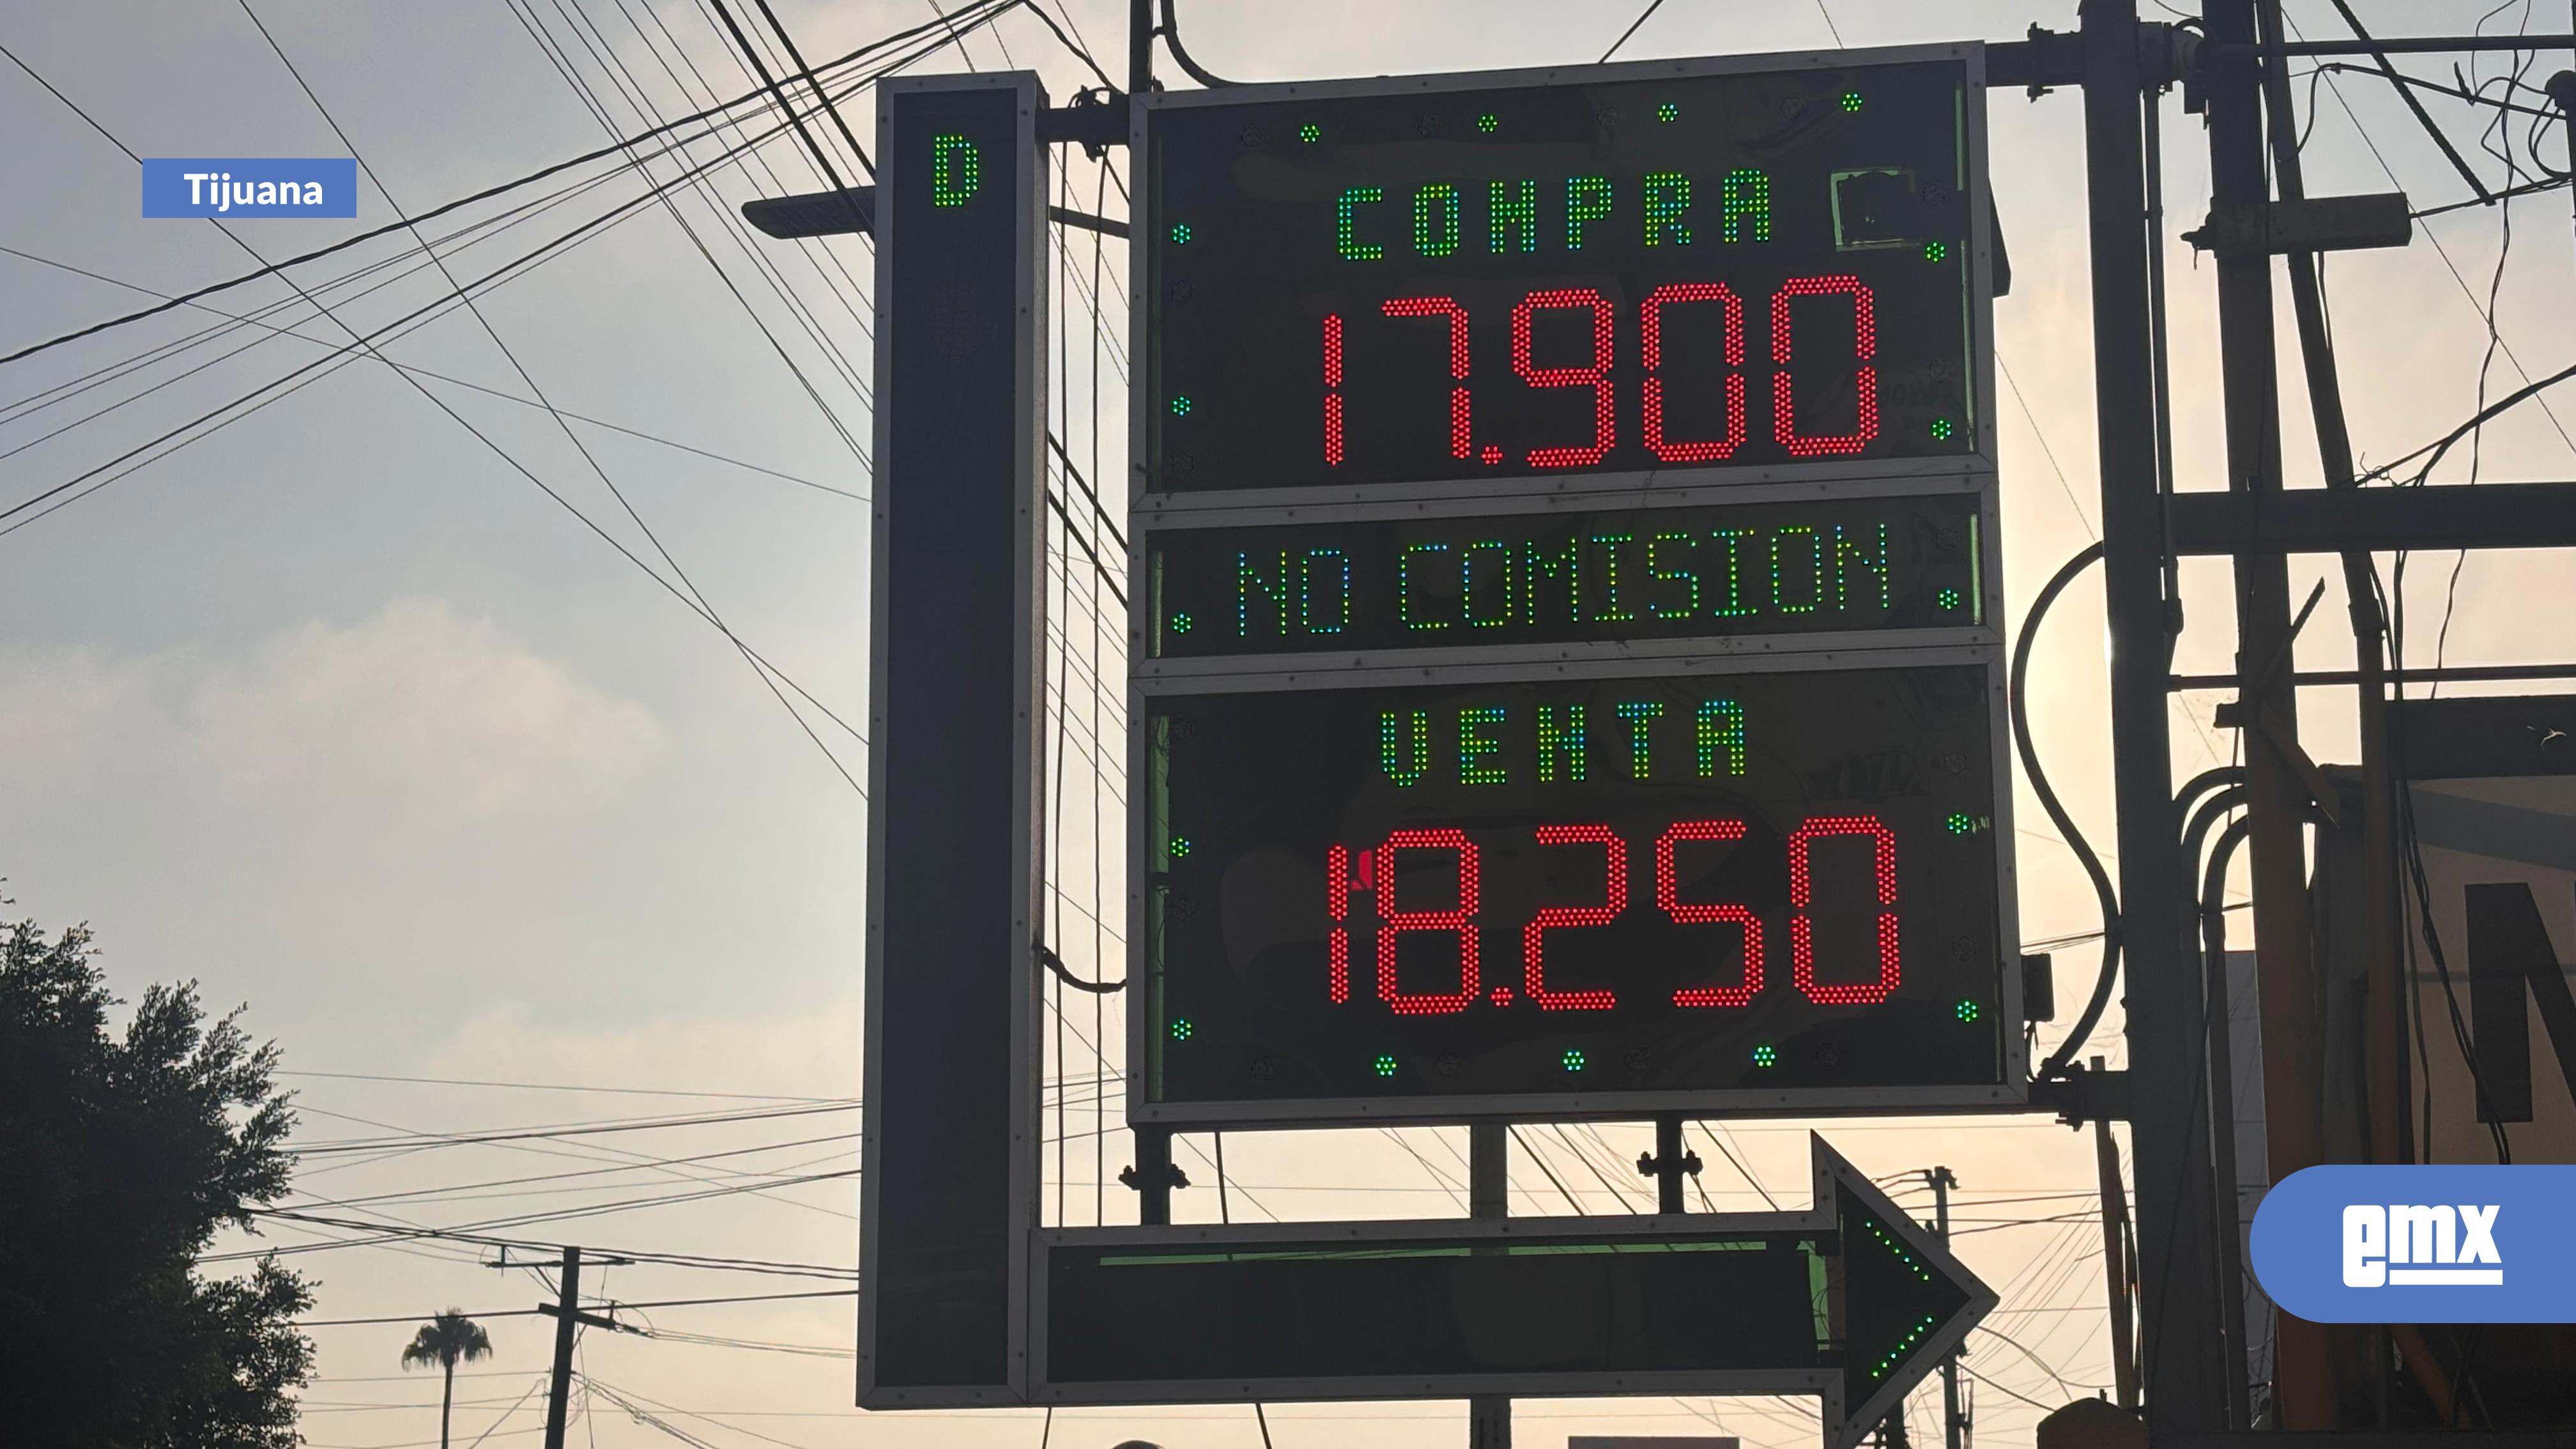 Tijuana
D
COMPRA
17.900
NO COMISION
VENTA
18.250
N
emx